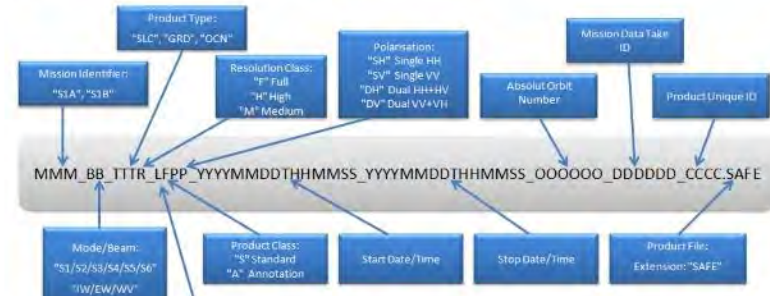 Product Type:
"SLC", "GRD", "OCN"
Mission Identifier:
"S1A", "S1B"
Resolution Class:
"F" Full
"H" High
"M" Medium
Polarisation:
"SH" Single HH
"SV" Single VV
"DH" Dual HH+HV
"DV" Dual VV+VH
Absolut Orbit
Number
Mission Data Take
ID
Product Unique ID
MMM_BB_TTTR_LFPP_YYYYMMDDTHHMMSS_YYYYMMDDTHHMMSS_OOOOOO_DDDDDD_CCCC.SAFE
Mode/Beam:
"S1/S2/S3/S4/S5/S6"
"IW/EW/WV"
Product Class:
"S" Standard
"A" Annotation
Start Date/Time
Stop Date/Time
Product File:
Extension: "SAFE"